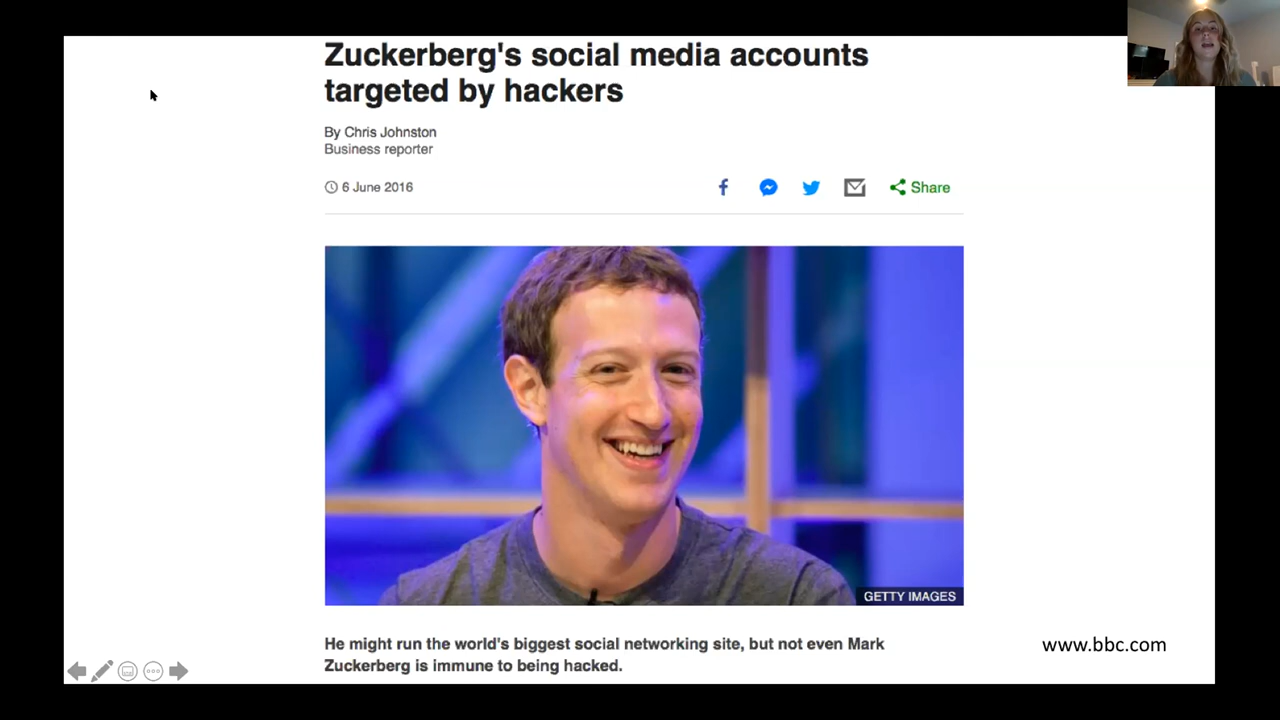 Zuckerberg's social media accounts
targeted by hackers
By Chris Johnston
Business reporter
6 June 2016
Share
GETTY IMAGES
He might run the world's biggest social networking site, but not even Mark
Zuckerberg is immune to being hacked.
www.bbc.com